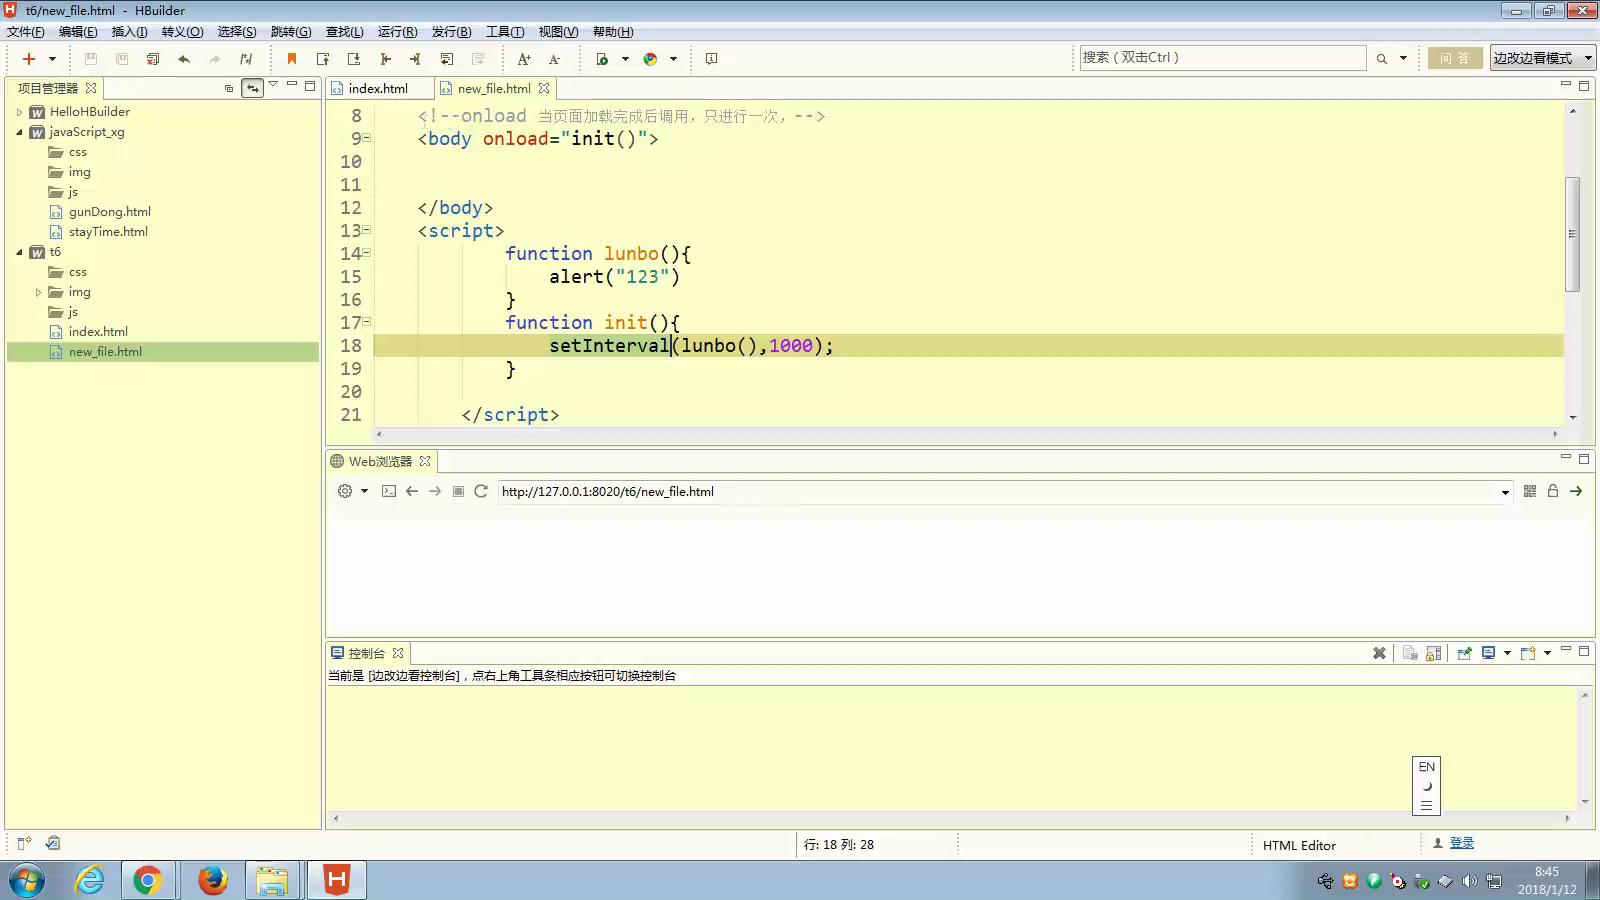 t6/new_file.html - HBuilder
文件(F) 编辑(E) 插入(I) 转义(O) 选择(S) 跳转(G) 查找(L) 运行(R) 发行(B) 工具(T) 视图(V) 帮助(H)
搜索（双击Ctrl） 问 答 边改边看模式
项目管理器
HelloHBuilder
javaScript_xg
css
img
js
gunDong.html
stayTime.html
t6
css
img
js
index.html
new_file.html
index.html new_file.html
8 <!--onload 当页面加载完成后调用，只进行一次，-->
9 <body onload="init()">
10
11
12 </body>
13 <script>
14 function lunbo(){
15 alert("123")
16 }
17 function init(){
18 setInterval(lunbo(),1000);
19 }
20
21 </script>
Web浏览器
http://127.0.0.1:8020/t6/new_file.html
控制台
当前是 [边改边看控制台]，点右上角工具条相应按钮可切换控制台
EN
行: 18 列: 28 HTML Editor 登录
8:45
2018/1/12